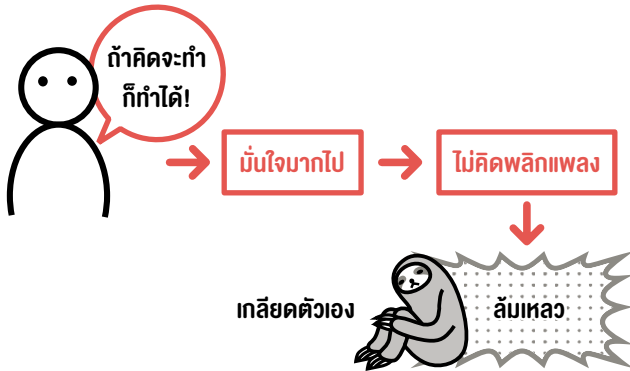 ถ้าคิดจะทำ
ก็ทำได้!
มั่นใจมากไป
ไม่คิดพลิกแพลง
เกลียดตัวเอง
ล้มเหลว